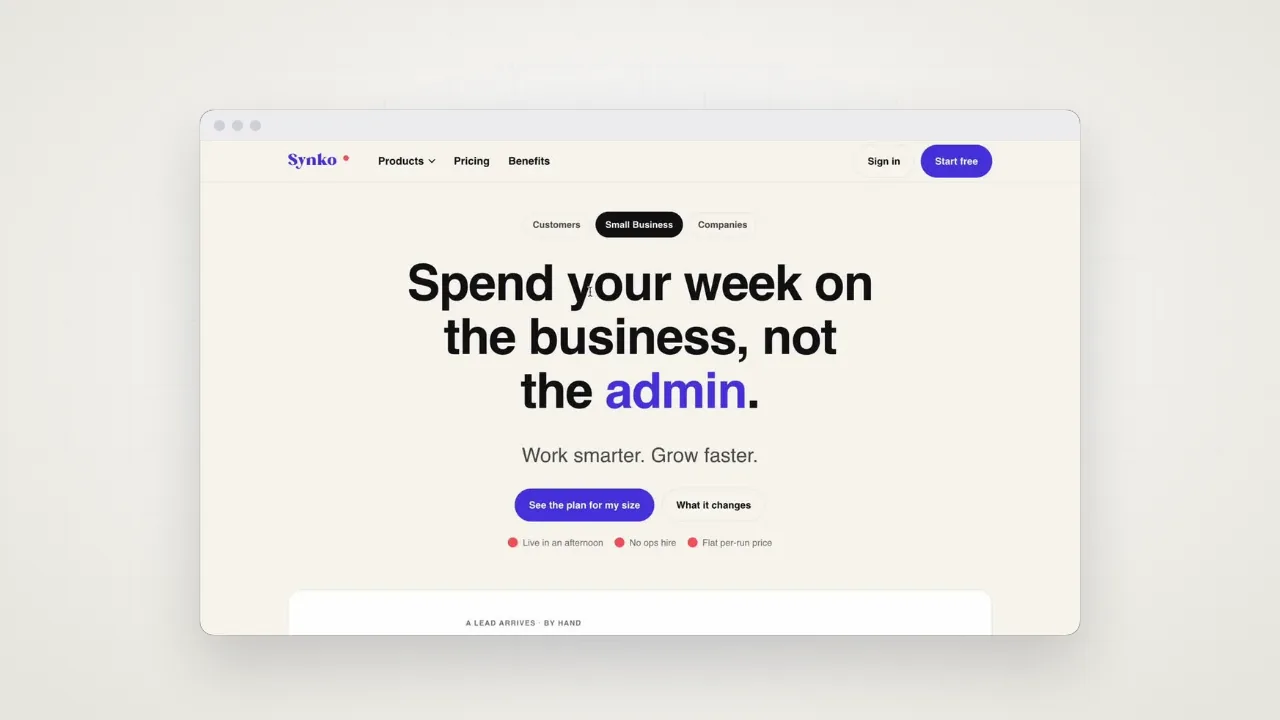 Synko
Products
Pricing
Benefits
Sign in
Start free
Customers
Small Business
Companies
Spend your week on
the business, not
the admin.
Work smarter. Grow faster.
See the plan for my size
What it changes
Live in an afternoon
No ops hire
Flat per-run price
A LEAD ARRIVES · BY HAND